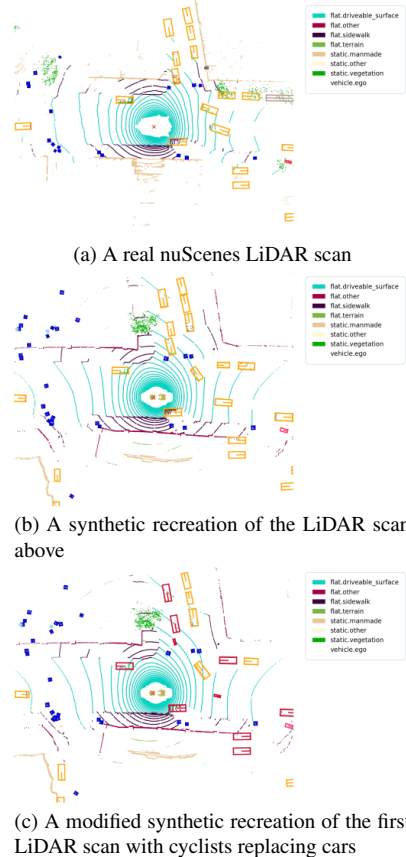 flat.driveable_surface
flat.other
flat.sidewalk
flat.terrain
static.manmade
static.other
static.vegetation
vehicle.ego
(a) A real nuScenes LiDAR scan
flat.driveable_surface
flat.other
flat.sidewalk
flat.terrain
static.manmade
static.other
static.vegetation
vehicle.ego
(b) A synthetic recreation of the LiDAR scan
above
flat.driveable_surface
flat.other
flat.sidewalk
flat.terrain
static.manmade
static.other
static.vegetation
vehicle.ego
(c) A modified synthetic recreation of the first
LiDAR scan with cyclists replacing cars